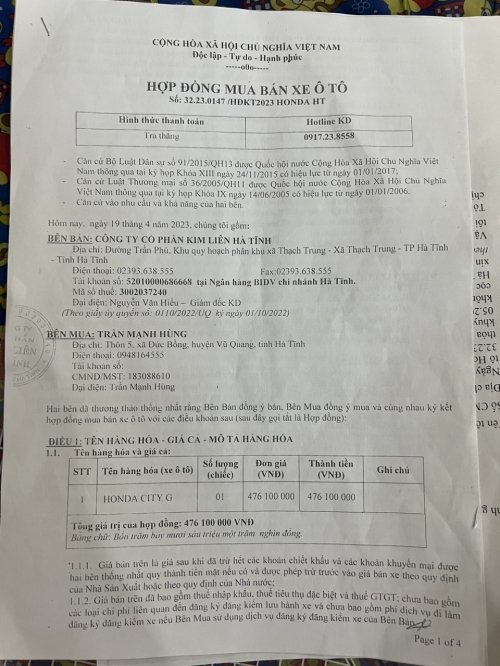 CỘNG HÒA XÃ HỘI CHỦ NGHĨA VIỆT NAM
Độc lập - Tự do - Hạnh phúc
-----o0o-----
HỢP ĐỒNG MUA BÁN XE Ô TÔ
Số: 32.23.0147 /HĐKT2023 HONDA HT
Hình thức thanh toán Hotline KD
Trả thẳng 0917.23.8558
- Căn cứ Bộ Luật Dân sự số 91/2015/QH13 được Quốc hội nước Cộng Hòa Xã Hội Chủ Nghĩa Việt
Nam thông qua tại kỳ họp Khóa XIII ngày 24/11/2015 có hiệu lực từ ngày 01/01/2017;
- Căn cứ Luật Thương mại số 36/2005/QH11 được Quốc hội nước Cộng Hòa Xã Hội Chủ Nghĩa
Việt Nam thông qua tại kỳ họp Khóa IX ngày 14/06/2005 có hiệu lực từ ngày 01/01/2006.
- Căn cứ vào nhu cầu và khả năng của hai bên.
Hôm nay, ngày 19 tháng 4 năm 2023, chúng tôi gồm:
BÊN BÁN: CÔNG TY CỔ PHẦN KIM LIÊN HÀ TĨNH
Địa chỉ: Đường Trần Phú, Khu quy hoạch phân khu xã Thạch Trung - Xã Thạch Trung - TP Hà Tĩnh
- Tỉnh Hà Tĩnh
Điện thoại: 02393.638.555 Fax:02393.638.555
Tài khoản số: 52010000686668 tại Ngân hàng BIDV chi nhánh Hà Tĩnh.
Mã số thuế: 3002037240
Đại diện: Nguyễn Văn Hiếu – Giám đốc KD
(Theo giấy ủy quyền số: 01/10/2022/UQ ký ngày 01/10/2022)
BÊN MUA: TRẦN MẠNH HÙNG
Địa chỉ: Thôn 5, xã Đức Bồng, huyện Vũ Quang, tỉnh Hà Tĩnh
Điện thoại: 0948164555
Tài khoản số:
CMND/MST: 183088610
Đại diện: Trần Mạnh Hùng
Hai bên đã thương thảo thống nhất rằng Bên Bán đồng ý bán, Bên Mua đồng ý mua và cùng nhau ký kết
hợp đồng mua bán xe ô tô với các điều khoản sau (sau đây gọi tắt là Hợp đồng):
ĐIỀU 1: TÊN HÀNG HÓA - GIÁ CẢ - MÔ TẢ HÀNG HÓA
1.1. Tên hàng hóa và giá cả:
STT Tên hàng hóa (xe ô tô) Số lượng (chiếc) Đơn giá (VNĐ) Thành tiền (VNĐ) Ghi chú
1 HONDA CITY G 01 476 100 000 476 100 000
Tổng giá trị của hợp đồng: 476 100 000 VNĐ
Bằng chữ: Bốn trăm bảy mươi sáu triệu một trăm nghìn đồng.
1.1.1. Giá bán trên là giá sau khi đã trừ hết các khoản chiết khấu và các khoản khuyến mại được
hai bên thống nhất quy thành tiền mặt nếu có và được phép trừ trước vào giá bán xe theo quy định
của Nhà Sản Xuất hoặc theo quy định của Nhà nước;
1.1.2. Giá bán trên đã bao gồm thuế nhập khẩu, thuế tiêu thụ đặc biệt và thuế GTGT; chưa bao gồm
các loại chi phí liên quan đến đăng ký đăng kiểm lưu hành xe và chưa bao gồm phí dịch vụ đi làm
đăng ký đăng kiểm xe nếu Bên Mua sử dụng dịch vụ đăng ký đăng kiểm xe của Bên Bán.
Page 1 of 4